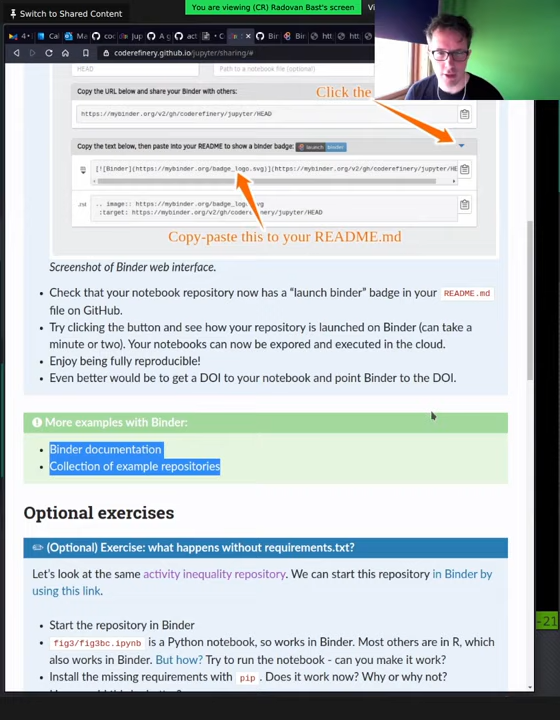 Switch to Shared Content
You are viewing (CR) Radovan Bast's screen
coderefinery.github.io/jupyter/sharing/#
HEAD
Path to a notebook file (optional)
Copy the URL below and share your Binder with others:
Click the
https://mybinder.org/v2/gh/coderefinery/jupyter/HEAD
Copy the text below, then paste into your README to show a binder badge: launch binder
[![Binder](https://mybinder.org/badge_logo.svg)](https://mybinder.org/v2/gh/coderefinery/jupyter/HE
.rst
.. image:: https://mybinder.org/badge_logo.svg
:target: https://mybinder.org/v2/gh/coderefinery/jupyter/HEAD
Copy-paste this to your README.md
Screenshot of Binder web interface.
• Check that your notebook repository now has a “launch binder” badge in your README.md
file on GitHub.
• Try clicking the button and see how your repository is launched on Binder (can take a
minute or two). Your notebooks can now be expored and executed in the cloud.
• Enjoy being fully reproducible!
• Even better would be to get a DOI to your notebook and point Binder to the DOI.
More examples with Binder:
• Binder documentation
• Collection of example repositories
Optional exercises
(Optional) Exercise: what happens without requirements.txt?
Let’s look at the same activity inequality repository. We can start this repository in Binder by
using this link.
• Start the repository in Binder
• fig3/fig3bc.ipynb is a Python notebook, so works in Binder. Most others are in R, which
also works in Binder. But how? Try to run the notebook - can you make it work?
• Install the missing requirements with pip. Does it work now? Why or why not?
-21